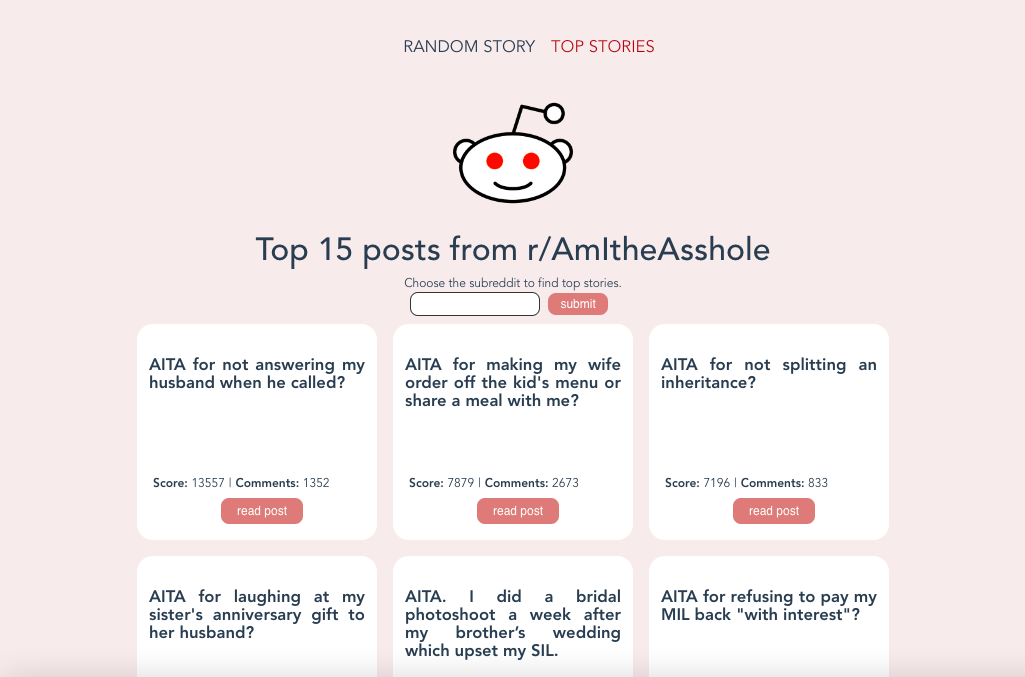 RANDOM STORY TOP STORIES
Top 15 posts from r/AmItheAsshole
Choose the subreddit to find top stories.
submit
AITA for not answering my
husband when he called?
Score: 13557 | Comments: 1352
read post
AITA for making my wife
order off the kid's menu or
share a meal with me?
Score: 7879 | Comments: 2673
read post
AITA for not splitting an
inheritance?
Score: 7196 | Comments: 833
read post
AITA for laughing at my
sister's anniversary gift to
her husband?
AITA. I did a bridal
photoshoot a week after
my brother’s wedding
which upset my SIL.
AITA for refusing to pay my
MIL back "with interest"?